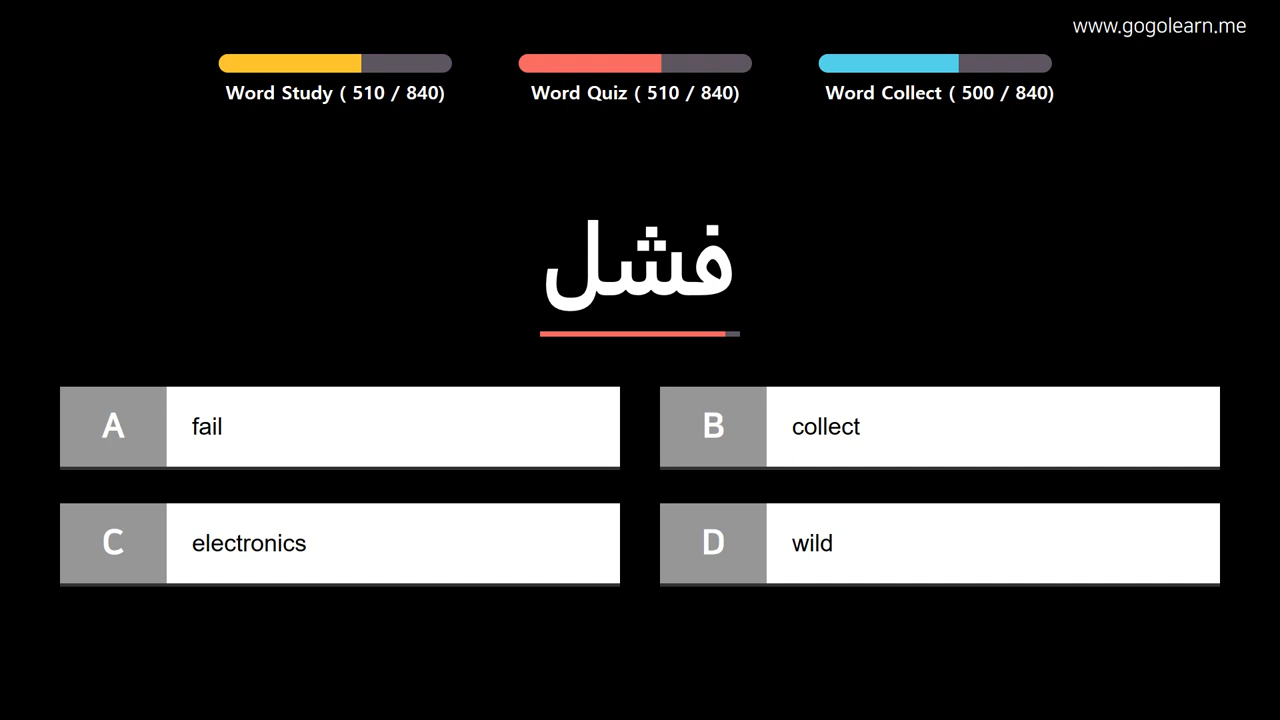 www.gogolearn.me
Word Study ( 510 / 840)
Word Quiz ( 510 / 840)
Word Collect ( 500 / 840)
فشل
A fail
B collect
C electronics
D wild